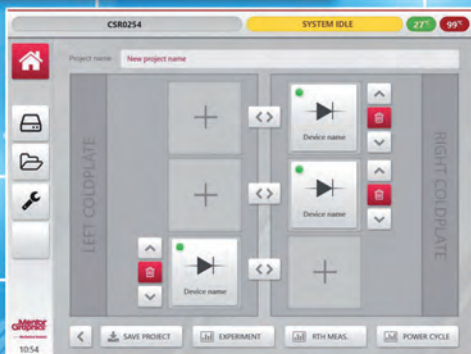 CSR0254
SYSTEM IDLE
27°C
99°C
Project name
New project name
LEFT COLDPLATE
RIGHT COLDPLATE
Device name
Device name
Device name
Mentor
Graphics
SAVE PROJECT
EXPERIMENT
RTH MEAS.
POWER CYCLE
10:54